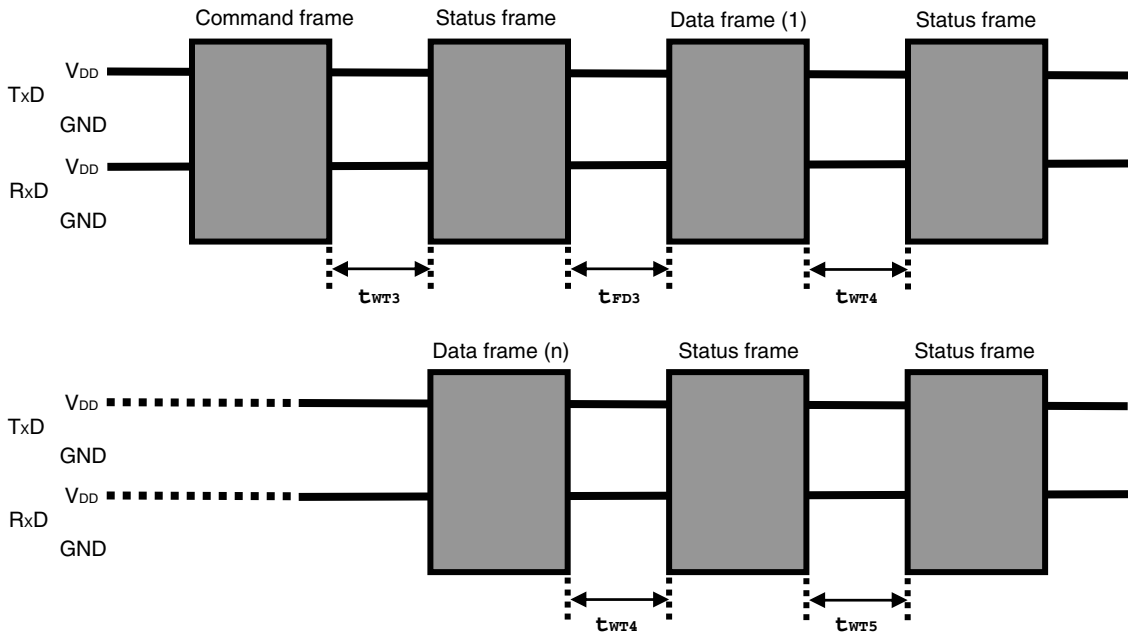 Command frame Status frame Data frame (1) Status frame
VDD
TxD
GND
VDD
RxD
GND
tWT3 tFD3 tWT4
Data frame (n) Status frame Status frame
VDD
TxD
GND
VDD
RxD
GND
tWT4 tWT5